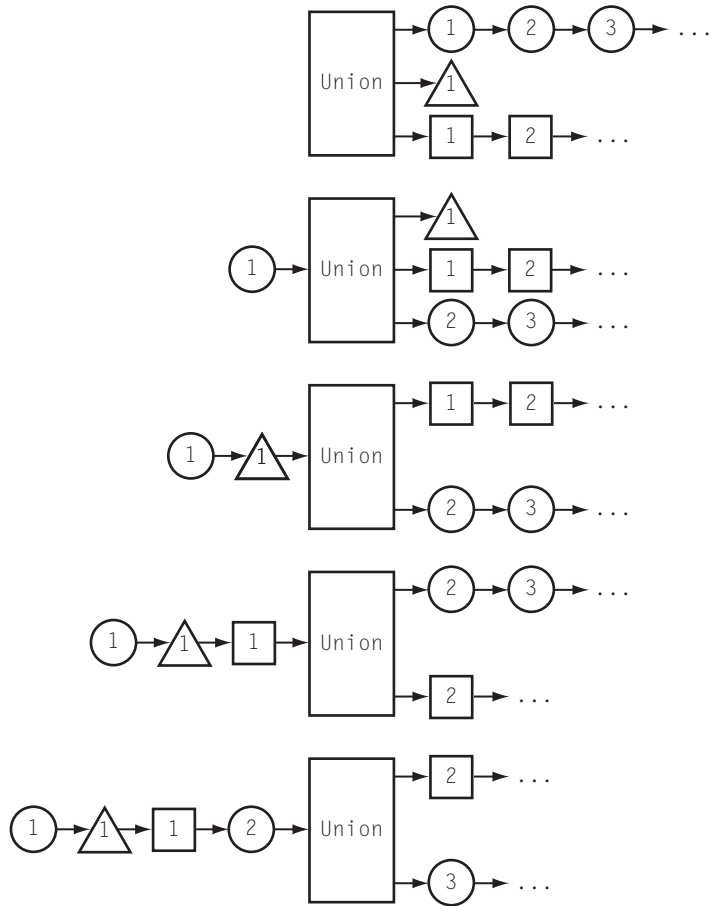 1 2 3 ...
Union 1
1 2 ...
1
1 Union 1 2 ...
2 3 ...
1 2 ...
1 1 Union
2 3 ...
2 3 ...
1 1 1 Union
2 ...
2 ...
1 1 1 2 Union
3 ...